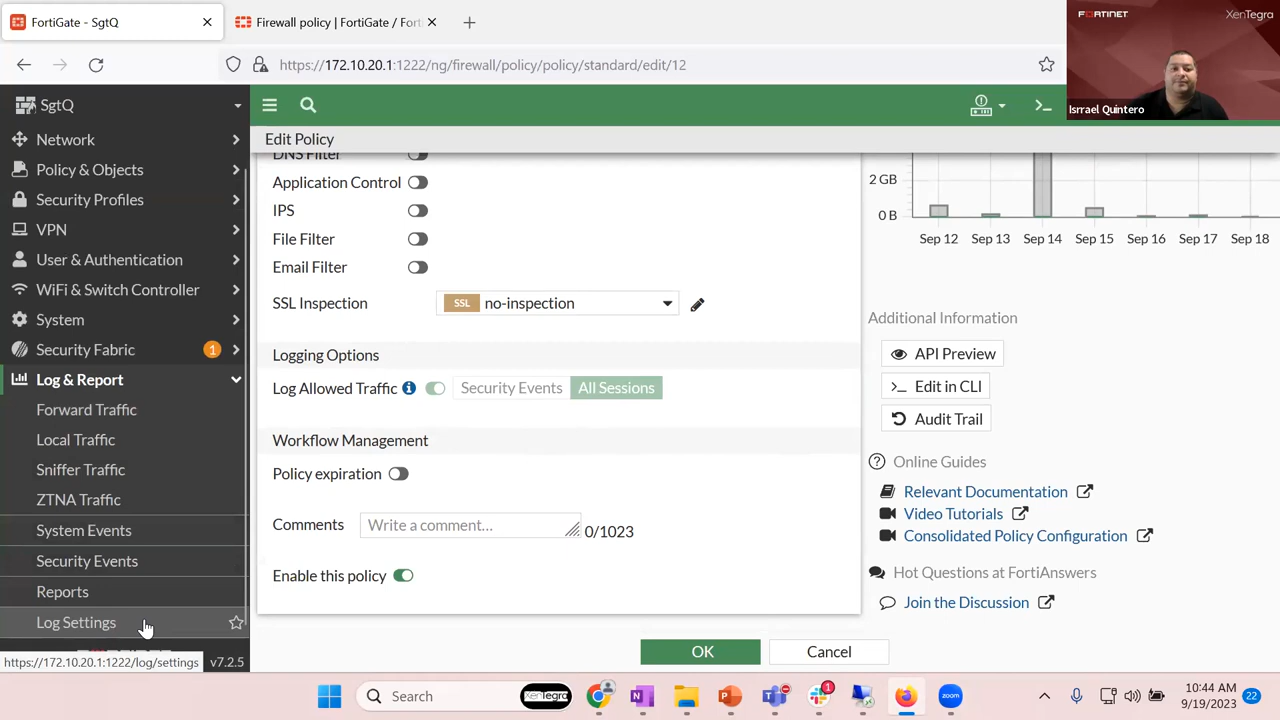 FortiGate - SgtQ
Firewall policy | FortiGate / Forti
https://172.10.20.1:1222/ng/firewall/policy/policy/standard/edit/12
FORTINET
XenTegra
Isrrael Quintero
SgtQ
Network
Policy & Objects
Security Profiles
VPN
User & Authentication
WiFi & Switch Controller
System
Security Fabric 1
Log & Report
Forward Traffic
Local Traffic
Sniffer Traffic
ZTNA Traffic
System Events
Security Events
Reports
Log Settings
https://172.10.20.1:1222/log/settings
v7.2.5
Edit Policy
DNS Filter
Application Control
IPS
File Filter
Email Filter
SSL Inspection SSL no-inspection
Logging Options
Log Allowed Traffic Security Events All Sessions
Workflow Management
Policy expiration
Comments Write a comment... 0/1023
Enable this policy
OK Cancel
2 GB
0 B
Sep 12 Sep 13 Sep 14 Sep 15 Sep 16 Sep 17 Sep 18
Additional Information
API Preview
>_ Edit in CLI
Audit Trail
Online Guides
Relevant Documentation
Video Tutorials
Consolidated Policy Configuration
Hot Questions at FortiAnswers
Join the Discussion
Search
XenTegra
1
zoom
10:44 AM
9/19/2023
22